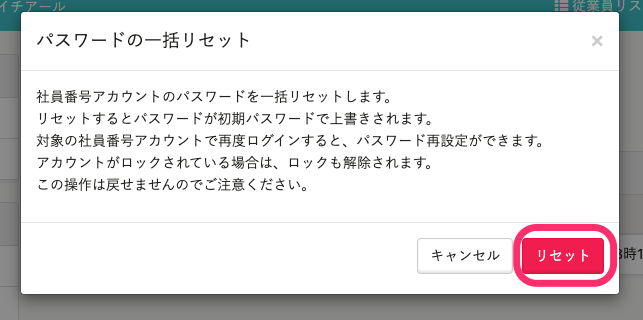 イチアール
従業員リス
パスワードの一括リセット
×
社員番号アカウントのパスワードを一括リセットします。
リセットするとパスワードが初期パスワードで上書きされます。
対象の社員番号アカウントで再度ログインすると、パスワード再設定ができます。
アカウントがロックされている場合は、ロックも解除されます。
この操作は戻せませんのでご注意ください。
キャンセル
リセット
3時1